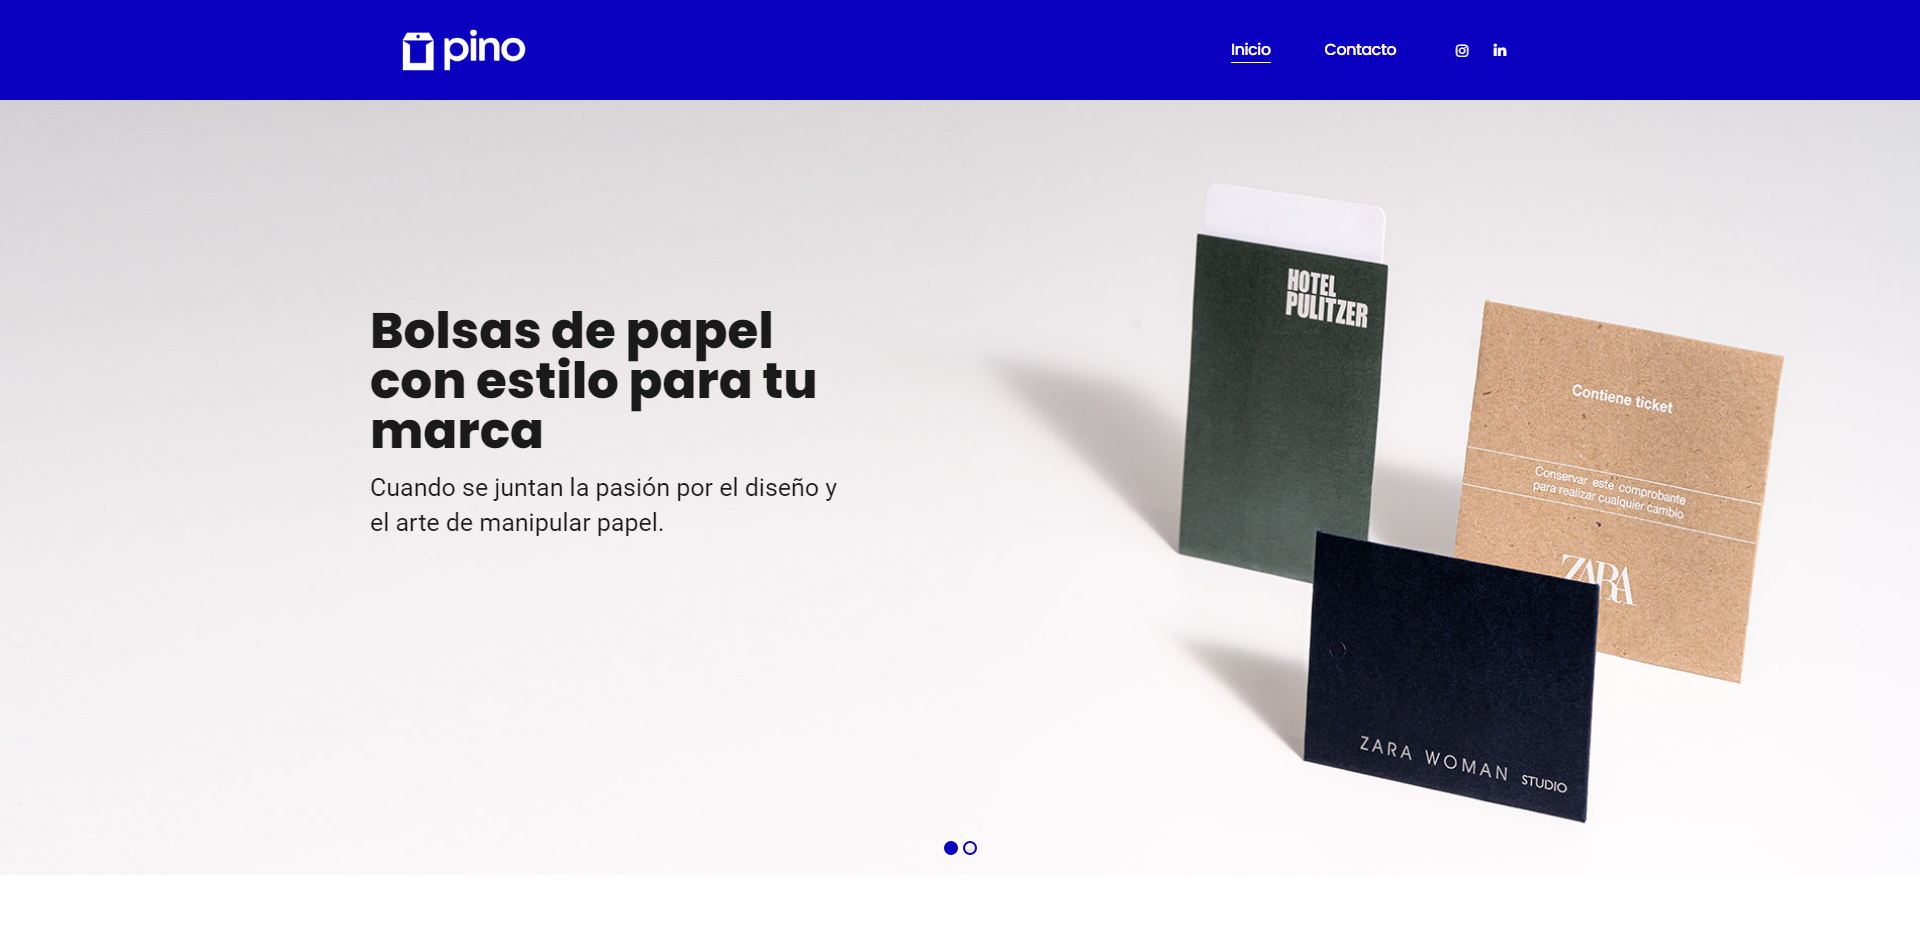 pino
Inicio
Contacto
Bolsas de papel
con estilo para tu
marca
Cuando se juntan la pasión por el diseño y
el arte de manipular papel.
HOTEL
PULITZER
Contiene ticket
Conservar este comprobante
para realizar cualquier cambio
ZARA
ZARA WOMAN STUDIO